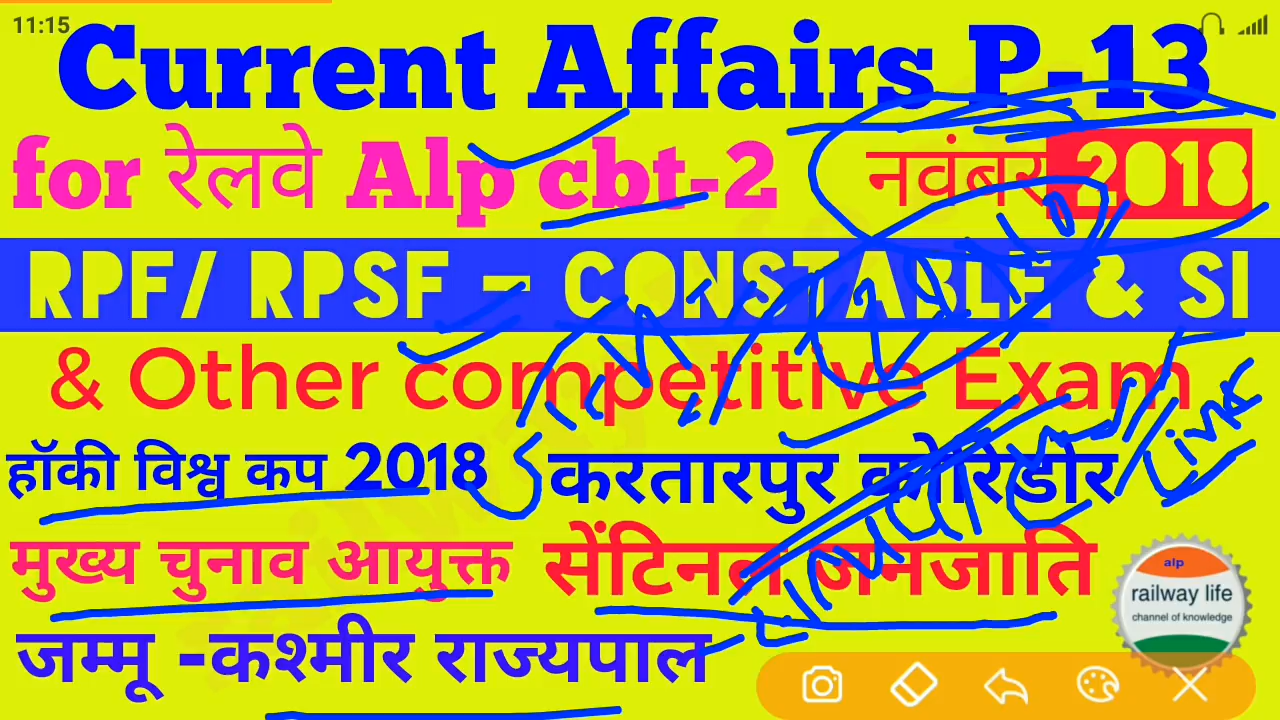 11:15
Current Affairs P-13
for रेलवे Alp cbt-2 नवंबर 2018
RPF/ RPSF - CONSTABLE & SI
& Other competitive Exam
हॉकी विश्व कप 2018 करतारपुर कोरिडोर
मुख्य चुनाव आयुक्त सेंटिनल जनजाति
जम्मू -कश्मीर राज्यपाल
alp
railway life
channel of knowledge
Link